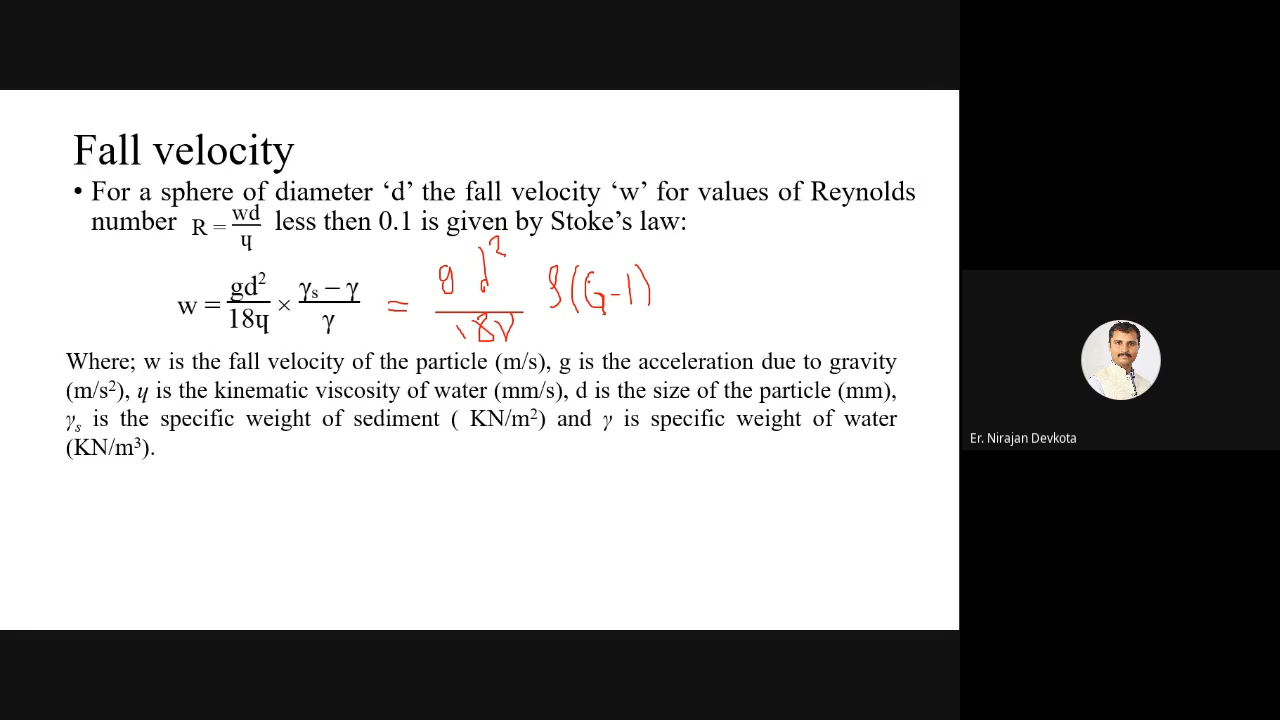 Fall velocity
• For a sphere of diameter ‘d’ the fall velocity ‘w’ for values of Reynolds
number R = wd/ɥ less then 0.1 is given by Stoke’s law:
w = gd²/18ɥ × γₛ − γ/γ = g d²/18ν ρ(G-1)
Where; w is the fall velocity of the particle (m/s), g is the acceleration due to gravity
(m/s²), ɥ is the kinematic viscosity of water (mm/s), d is the size of the particle (mm),
γₛ is the specific weight of sediment ( KN/m²) and γ is specific weight of water
(KN/m³).
Er. Nirajan Devkota